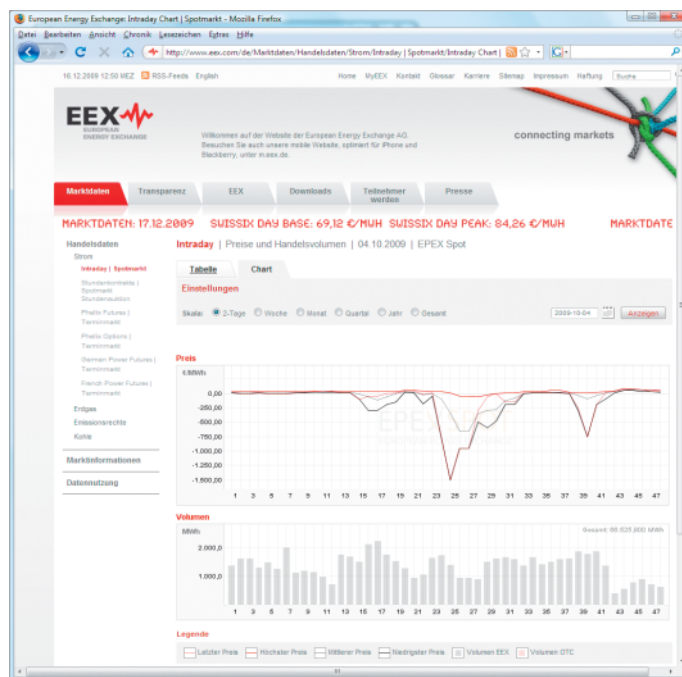 European Energy Exchange: Intraday Chart | Spotmarkt - Mozilla Firefox
Datei Bearbeiten Ansicht Chronik Lesezeichen Extras Hilfe
http://www.eex.com/de/Marktdaten/Handelsdaten/Strom/Intraday | Spotmarkt/Intraday Chart |
16.12.2009 12:50 MEZ RSS-Feeds English Home MyEEX Kontakt Glossar Karriere Sitemap Impressum Haftung Suche
EEX
EUROPEAN
ENERGY EXCHANGE
Willkommen auf der Website der European Energy Exchange AG.
Besuchen Sie auch unsere mobile Website, optimiert für iPhone und
Blackberry, unter m.eex.de.
connecting markets
Marktdaten Transparenz EEX Downloads Teilnehmer werden Presse
MARKTDATEN: 17.12.2009 SWISSIX DAY BASE: 69,12 €/MWH SWISSIX DAY PEAK: 84,26 €/MWH MARKTDATE
Handelsdaten
Strom
Intraday | Spotmarkt
Stundenkontrakte |
Spotmarkt
Stundenauktion
Phelix Futures |
Terminmarkt
Phelix Options |
Terminmarkt
German Power Futures |
Terminmarkt
French Power Futures |
Terminmarkt
Erdgas
Emissionsrechte
Kohle
Marktinformationen
Datennutzung
Intraday | Preise und Handelsvolumen | 04.10.2009 | EPEX Spot
Tabelle Chart
Einstellungen
Skala: 2-Tage Woche Monat Quartal Jahr Gesamt 2009-10-04 Anzeigen
Preis
€/MWh
0,00
-250,00
-500,00
-750,00
-1.000,00
-1.250,00
-1.500,00
EPEX SPOT
1 3 5 7 9 11 13 15 17 19 21 23 25 27 29 31 33 35 37 39 41 43 45 47
Volumen
MWh
Gesamt: MWh
2.000,0
1.000,0
1 3 5 7 9 11 13 15 17 19 21 23 25 27 29 31 33 35 37 39 41 43 45 47
Legende
Letzter Preis Höchster Preis Mittlerer Preis Niedrigster Preis Volumen EEX Volumen OTC